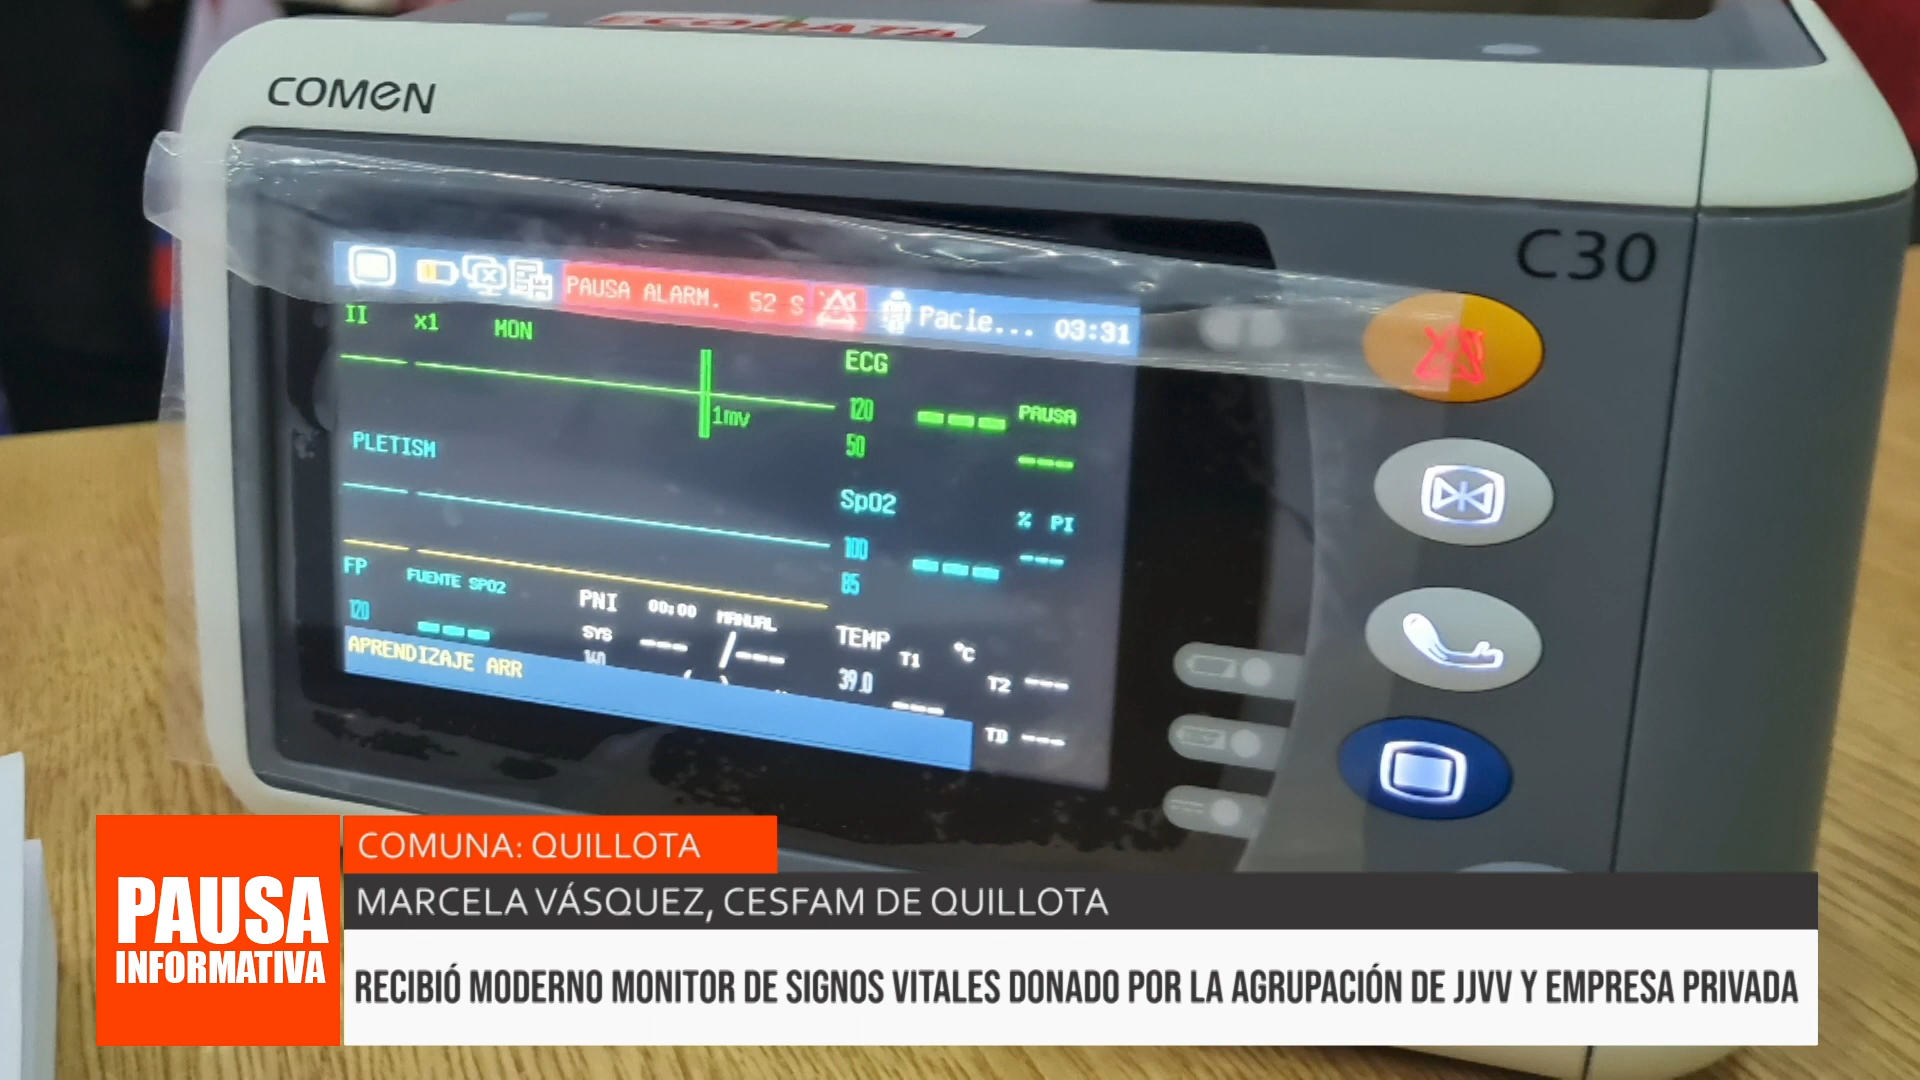 ECODATA
COMEN
C30
PAUSA ALARM. 52 S
Pacie... 03:31
II x1 MON
ECG
120
50
PAUSA
---
---
1mv
PLETISM
SpO2
% PI
100
85
---
---
FP FUENTE SPO2
120
---
PNI 00:00 MANUAL
SYS
140
---/---
TEMP °C
39.0
T1
---
T2 ---
TD ---
APRENDIZAJE ARR
COMUNA: QUILLOTA
MARCELA VÁSQUEZ, CESFAM DE QUILLOTA
PAUSA
INFORMATIVA
RECIBIÓ MODERNO MONITOR DE SIGNOS VITALES DONADO POR LA AGRUPACIÓN DE JJVV Y EMPRESA PRIVADA